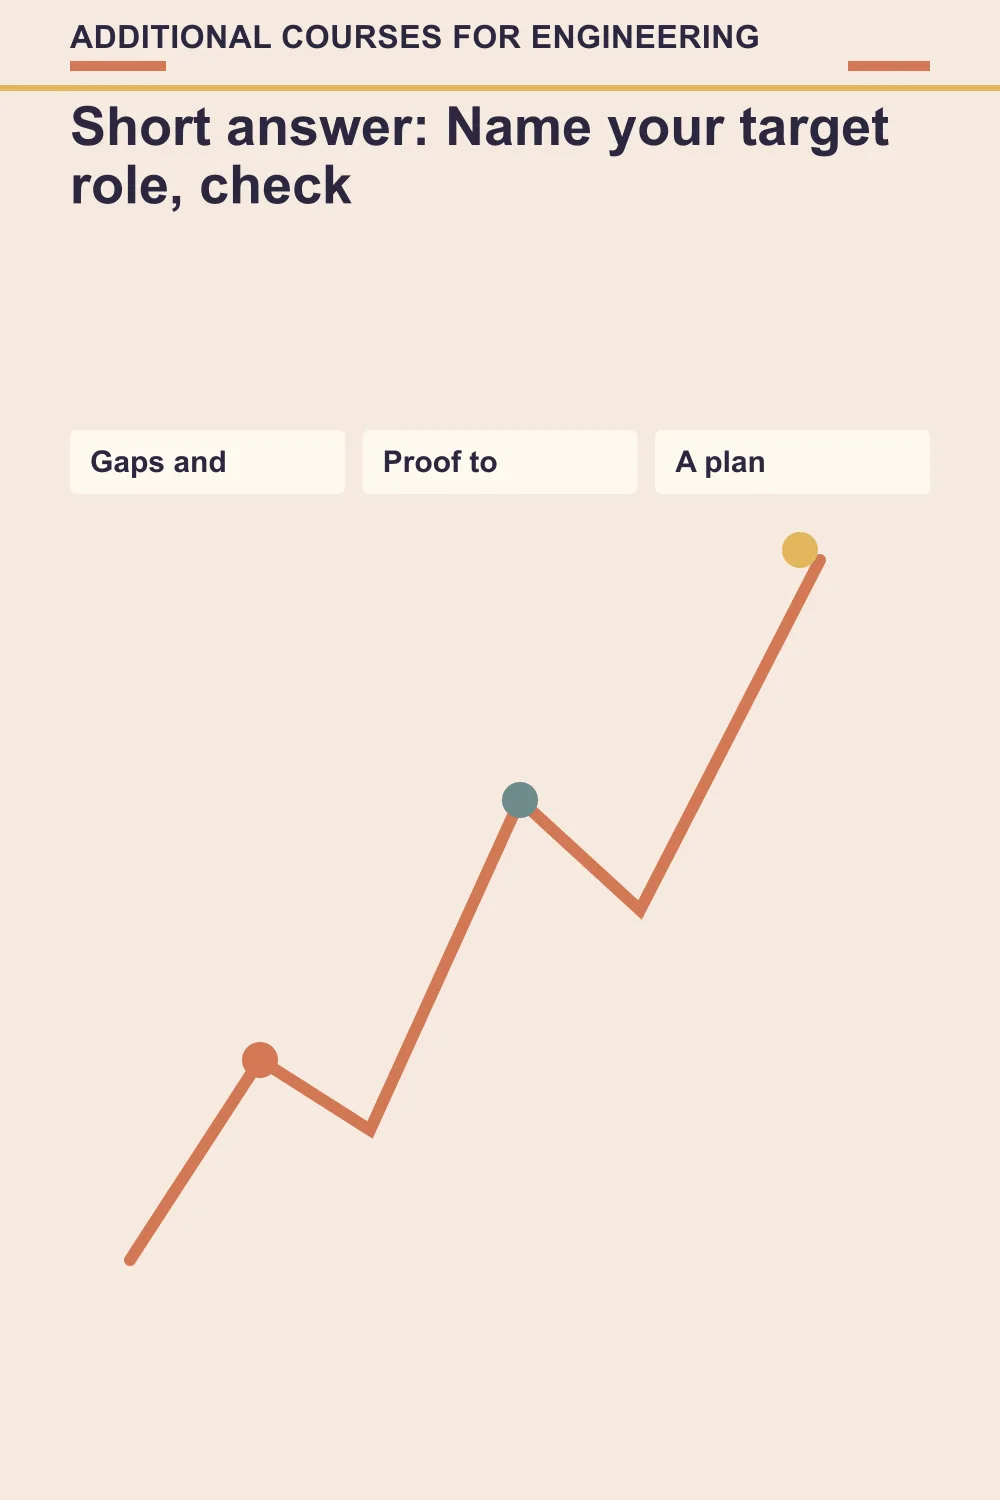 ADDITIONAL COURSES FOR ENGINEERING
Short answer: Name your target
role, check
Gaps and
Proof to
A plan